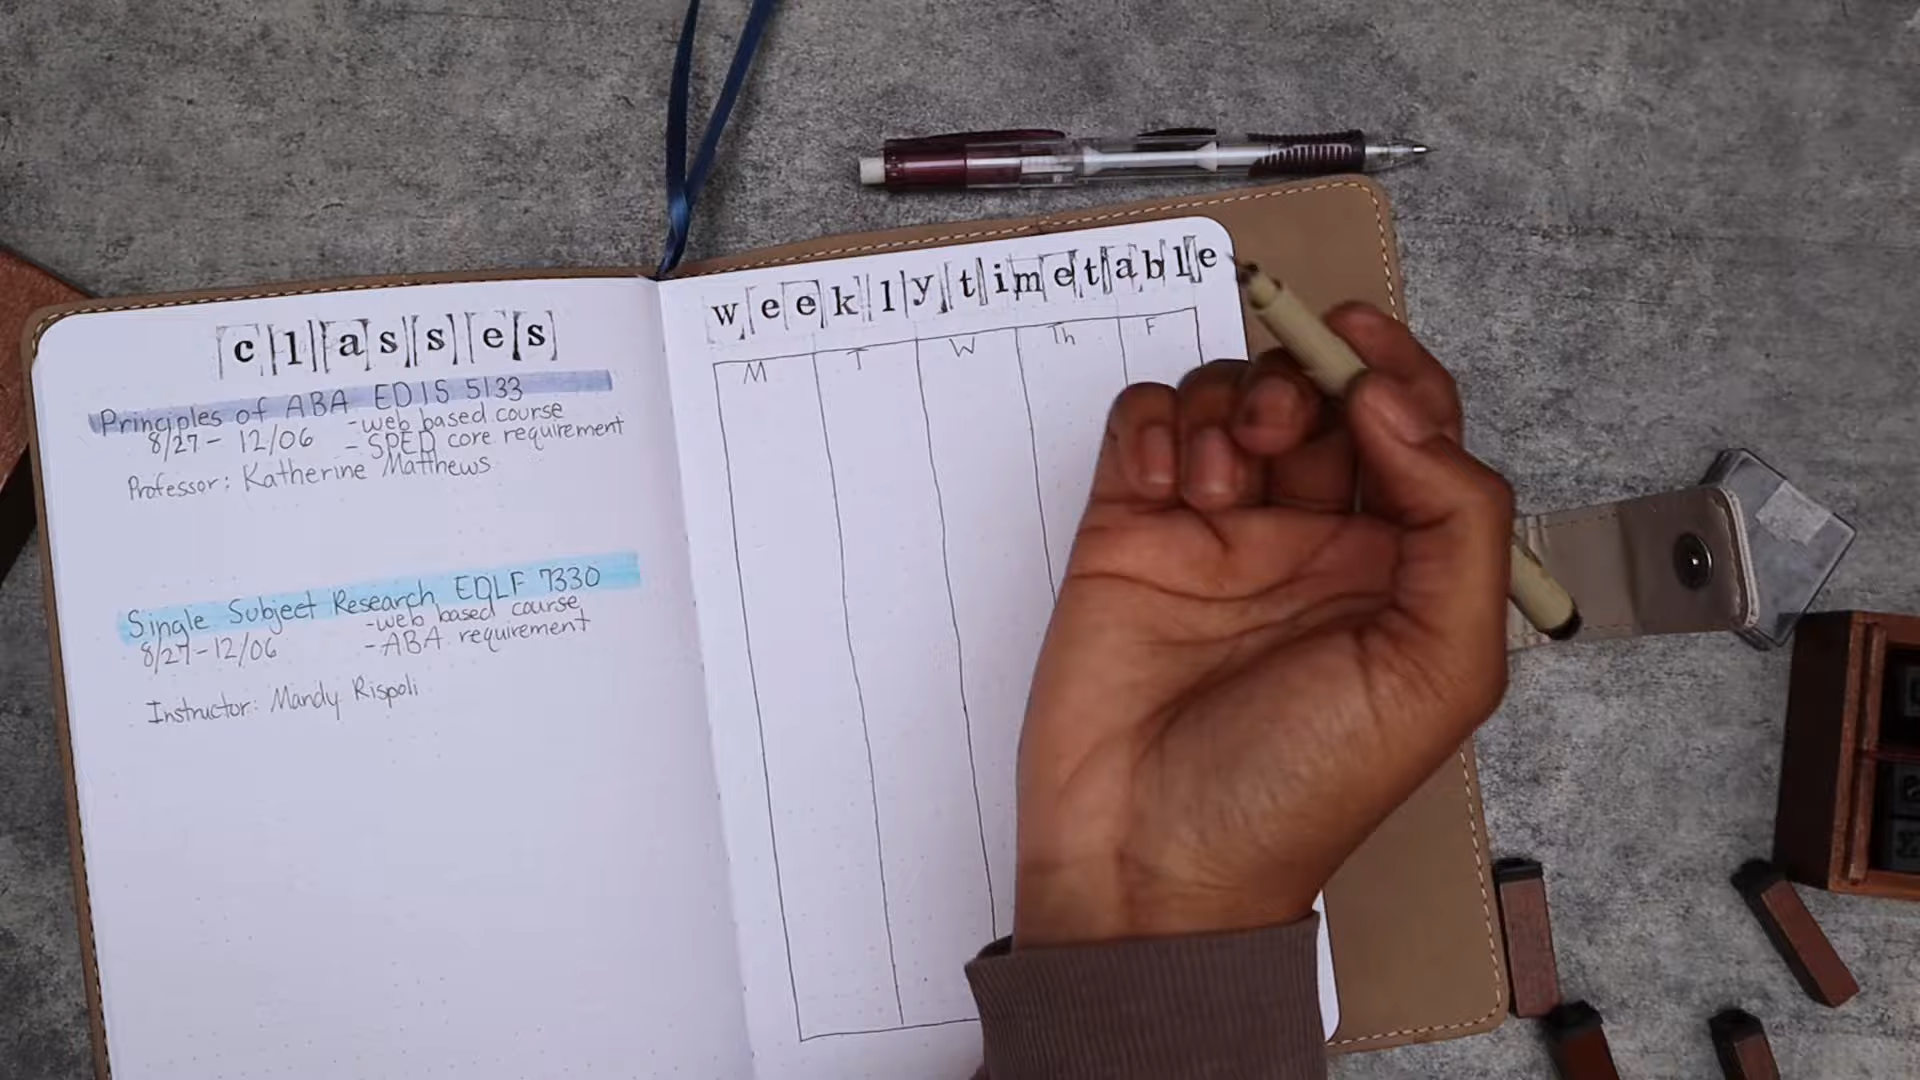 classes
Principles of ABA EDIS 5133
8/27 - 12/06 - web based course
- SPED core requirement
Professor: Katherine Matthews
Single Subject Research EDLF 7330
8/27 - 12/06 - web based course
- ABA requirement
Instructor: Mandy Rispoli
weekly timetable
M T W Th F